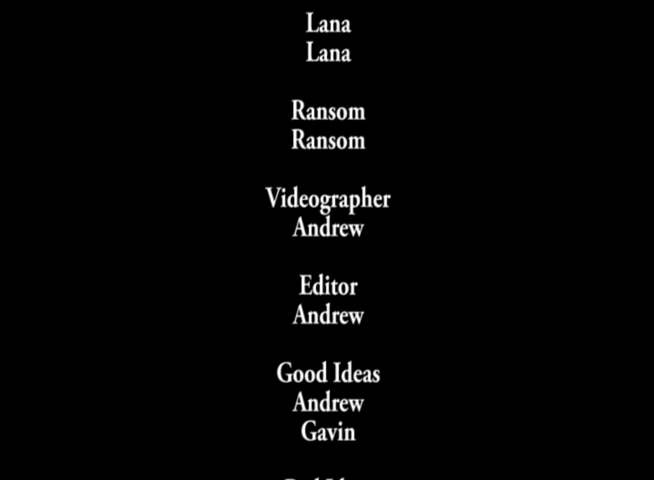 Lana
Lana
Ransom
Ransom
Videographer
Andrew
Editor
Andrew
Good Ideas
Andrew
Gavin